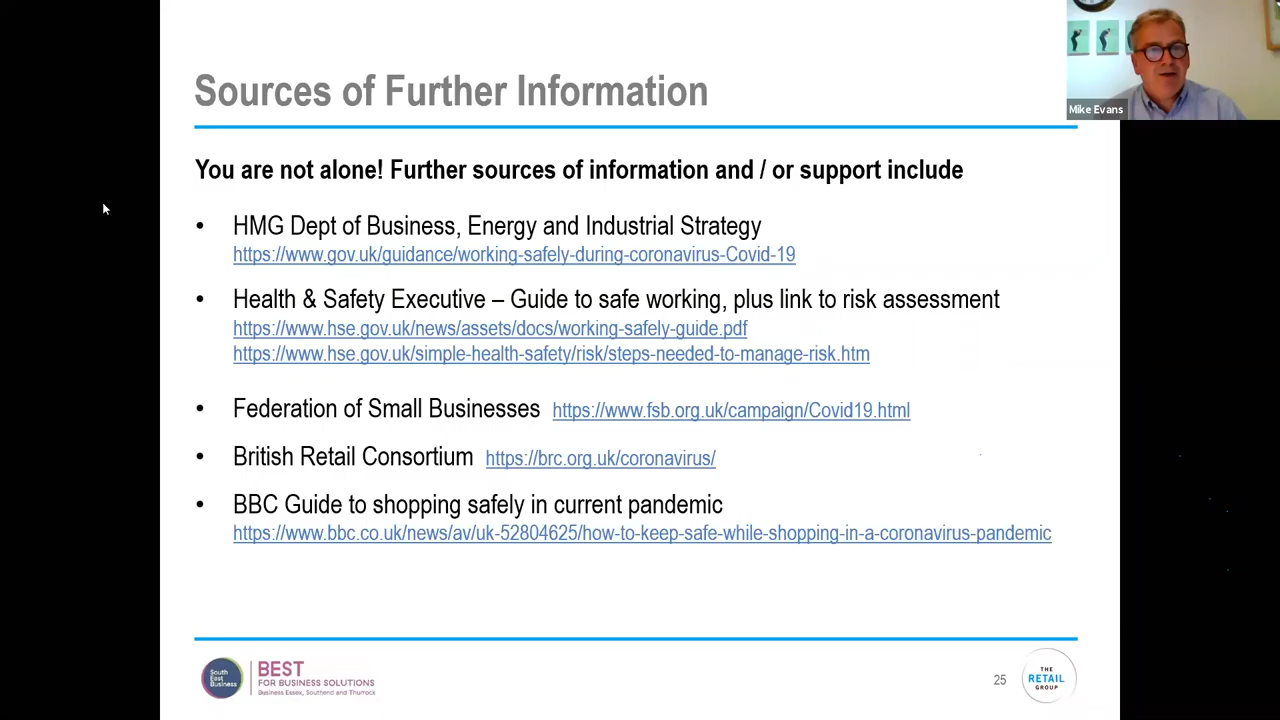 Sources of Further Information
Mike Evans
You are not alone! Further sources of information and / or support include
• HMG Dept of Business, Energy and Industrial Strategy
https://www.gov.uk/guidance/working-safely-during-coronavirus-Covid-19
• Health & Safety Executive – Guide to safe working, plus link to risk assessment
https://www.hse.gov.uk/news/assets/docs/working-safely-guide.pdf
https://www.hse.gov.uk/simple-health-safety/risk/steps-needed-to-manage-risk.htm
• Federation of Small Businesses https://www.fsb.org.uk/campaign/Covid19.html
• British Retail Consortium https://brc.org.uk/coronavirus/
• BBC Guide to shopping safely in current pandemic
https://www.bbc.co.uk/news/av/uk-52804625/how-to-keep-safe-while-shopping-in-a-coronavirus-pandemic
South
East
Business
BEST
FOR BUSINESS SOLUTIONS
Business Essex, Southend and Thurrock
25
THE
RETAIL
GROUP